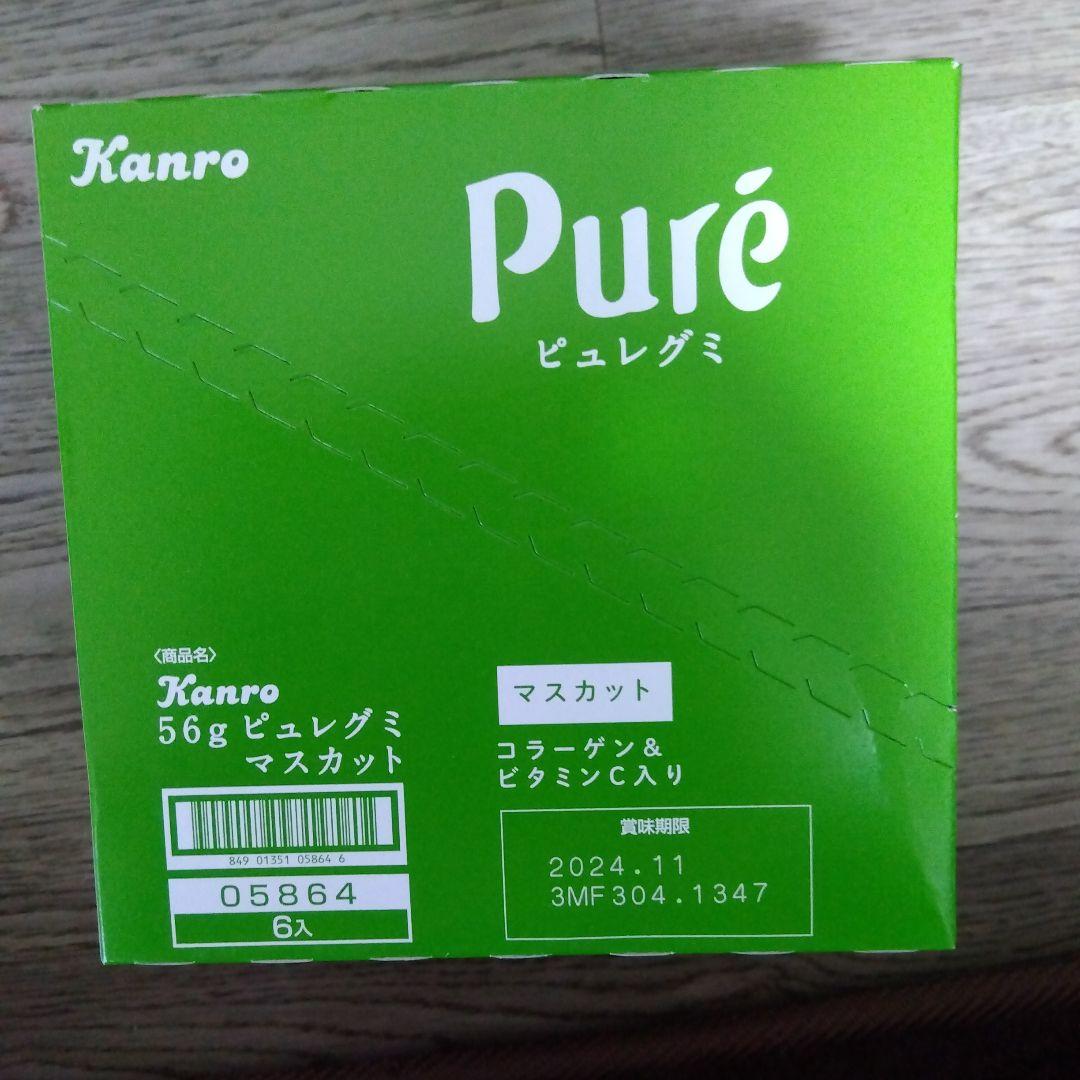 Kanro
Puré
ピュレグミ
〈商品名〉
Kanro
56g ピュレグミ
マスカット
849 01351 05864 6
05864
6入
マスカット
コラーゲン&
ビタミンC入り
賞味期限
2024.11
3MF304.1347